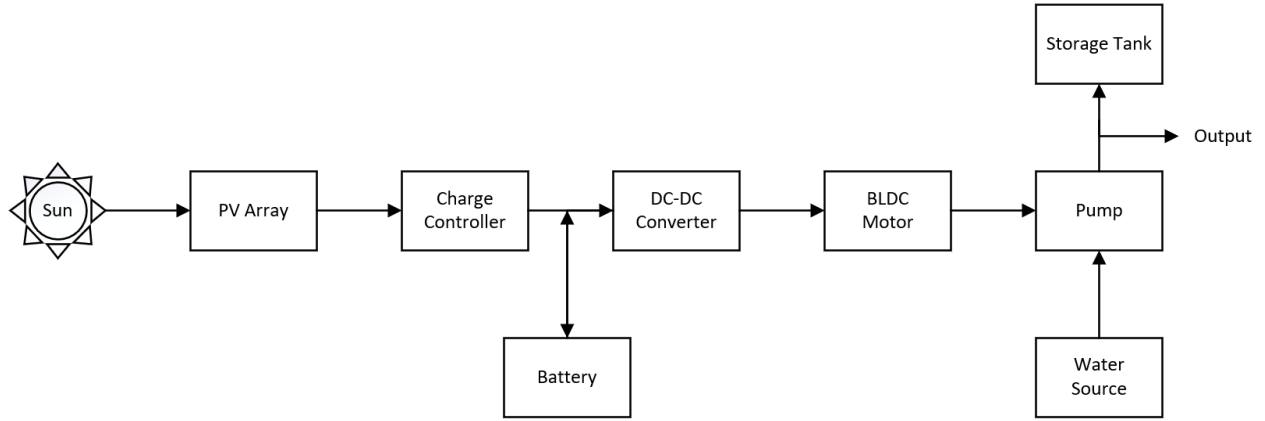 Storage Tank
Output
Sun
PV Array
Charge
Controller
DC-DC
Converter
BLDC
Motor
Pump
Battery
Water
Source